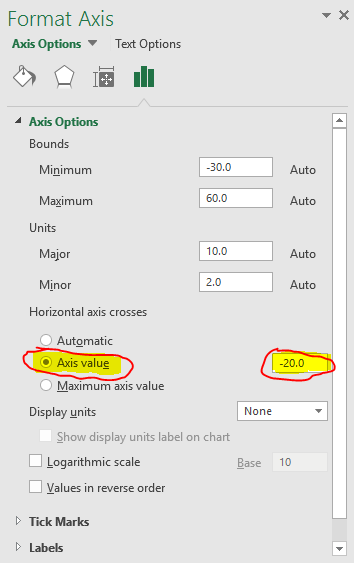 Format Axis
Axis Options Text Options
Axis Options
Bounds
Minimum -30.0 Auto
Maximum 60.0 Auto
Units
Major 10.0 Auto
Minor 2.0 Auto
Horizontal axis crosses
Automatic
Axis value -20.0
Maximum axis value
Display units None
Show display units label on chart
Logarithmic scale Base 10
Values in reverse order
Tick Marks
Labels